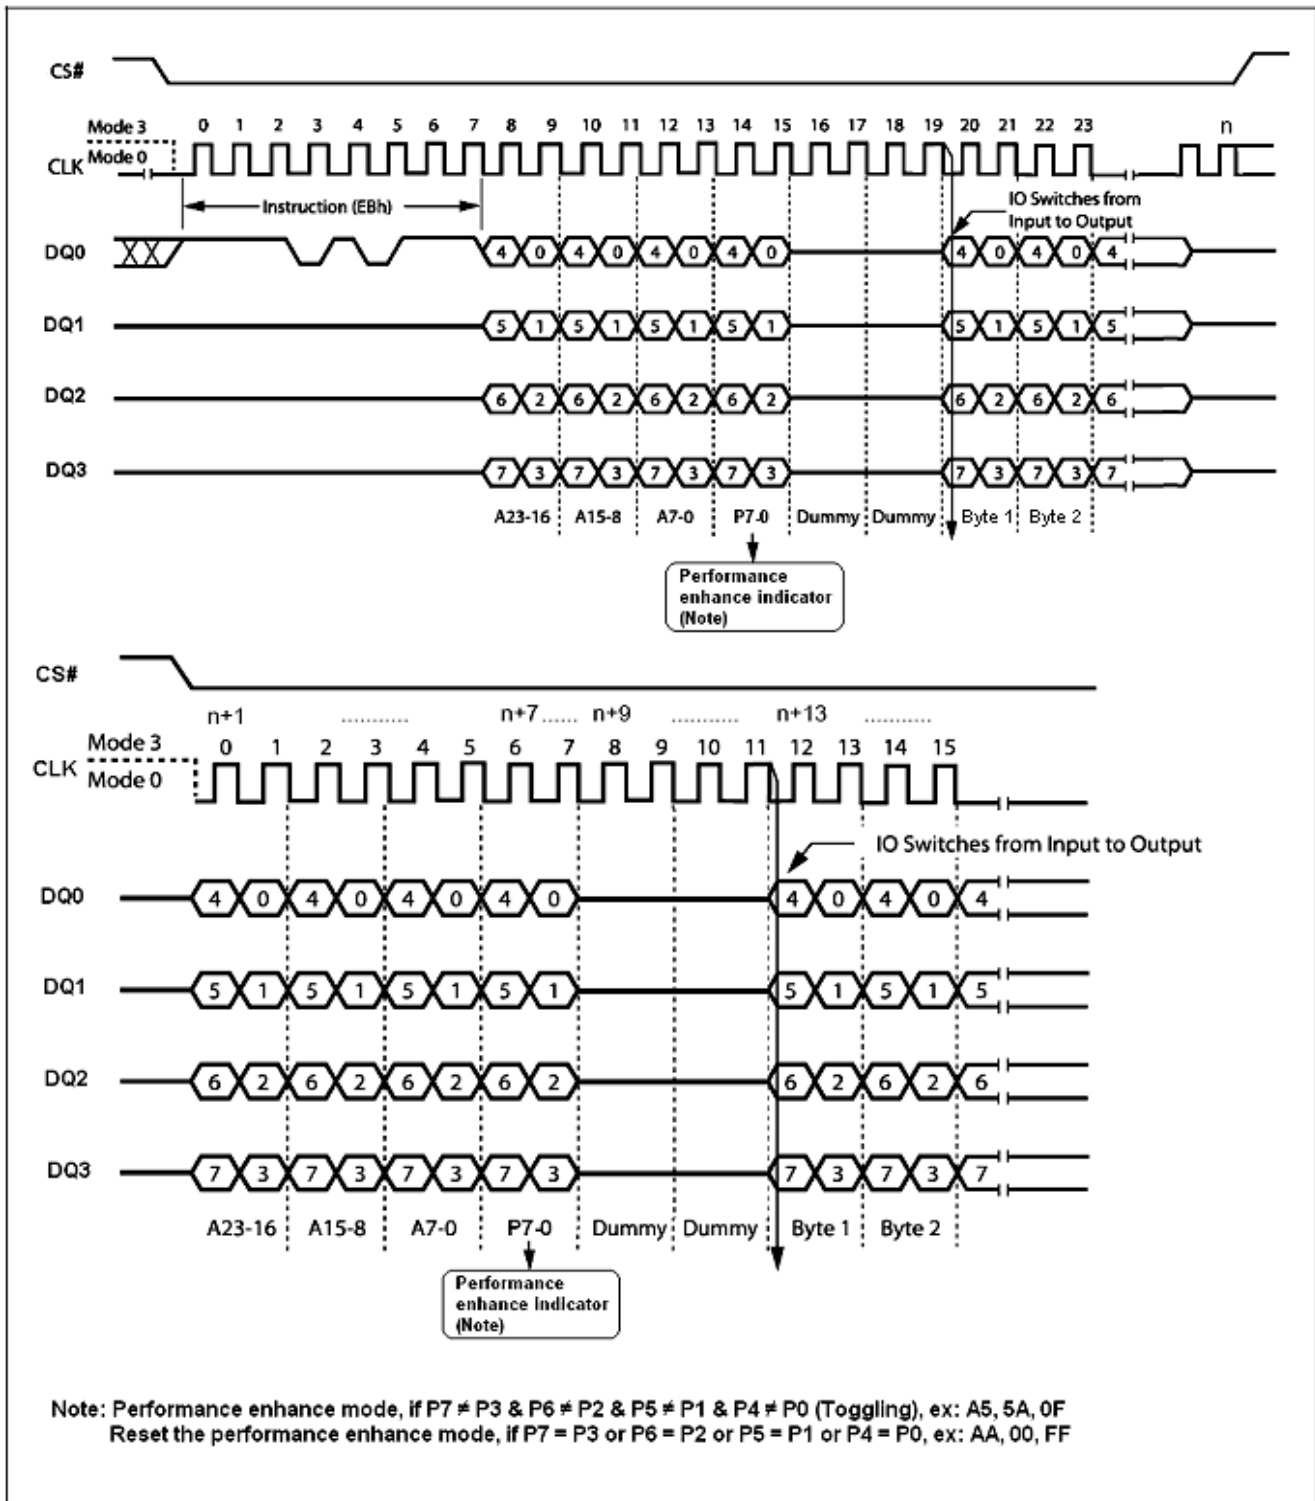 CS#
Mode 3
0 1 2 3 4 5 6 7 8 9 10 11 12 13 14 15 16 17 18 19 20 21 22 23 n
CLK Mode 0
Instruction (EBh)
IO Switches from
Input to Output
DQ0 4 0 4 0 4 0 4 0 4 0 4 0 4
DQ1 5 1 5 1 5 1 5 1 5 1 5 1 5
DQ2 6 2 6 2 6 2 6 2 6 2 6 2 6
DQ3 7 3 7 3 7 3 7 3 7 3 7 3 7
A23-16 A15-8 A7-0 P7-0 Dummy Dummy Byte 1 Byte 2
Performance
enhance indicator
(Note)
CS#
n+1 ........... n+7 ...... n+9 ........... n+13 ...........
Mode 3 0 1 2 3 4 5 6 7 8 9 10 11 12 13 14 15
CLK
Mode 0
IO Switches from Input to Output
DQ0 4 0 4 0 4 0 4 0 4 0 4 0 4
DQ1 5 1 5 1 5 1 5 1 5 1 5 1 5
DQ2 6 2 6 2 6 2 6 2 6 2 6 2 6
DQ3 7 3 7 3 7 3 7 3 7 3 7 3 7
A23-16 A15-8 A7-0 P7-0 Dummy Dummy Byte 1 Byte 2
Performance
enhance indicator
(Note)
Note: Performance enhance mode, if P7 ≠ P3 & P6 ≠ P2 & P5 ≠ P1 & P4 ≠ P0 (Toggling), ex: A5, 5A, 0F
Reset the performance enhance mode, if P7 = P3 or P6 = P2 or P5 = P1 or P4 = P0, ex: AA, 00, FF